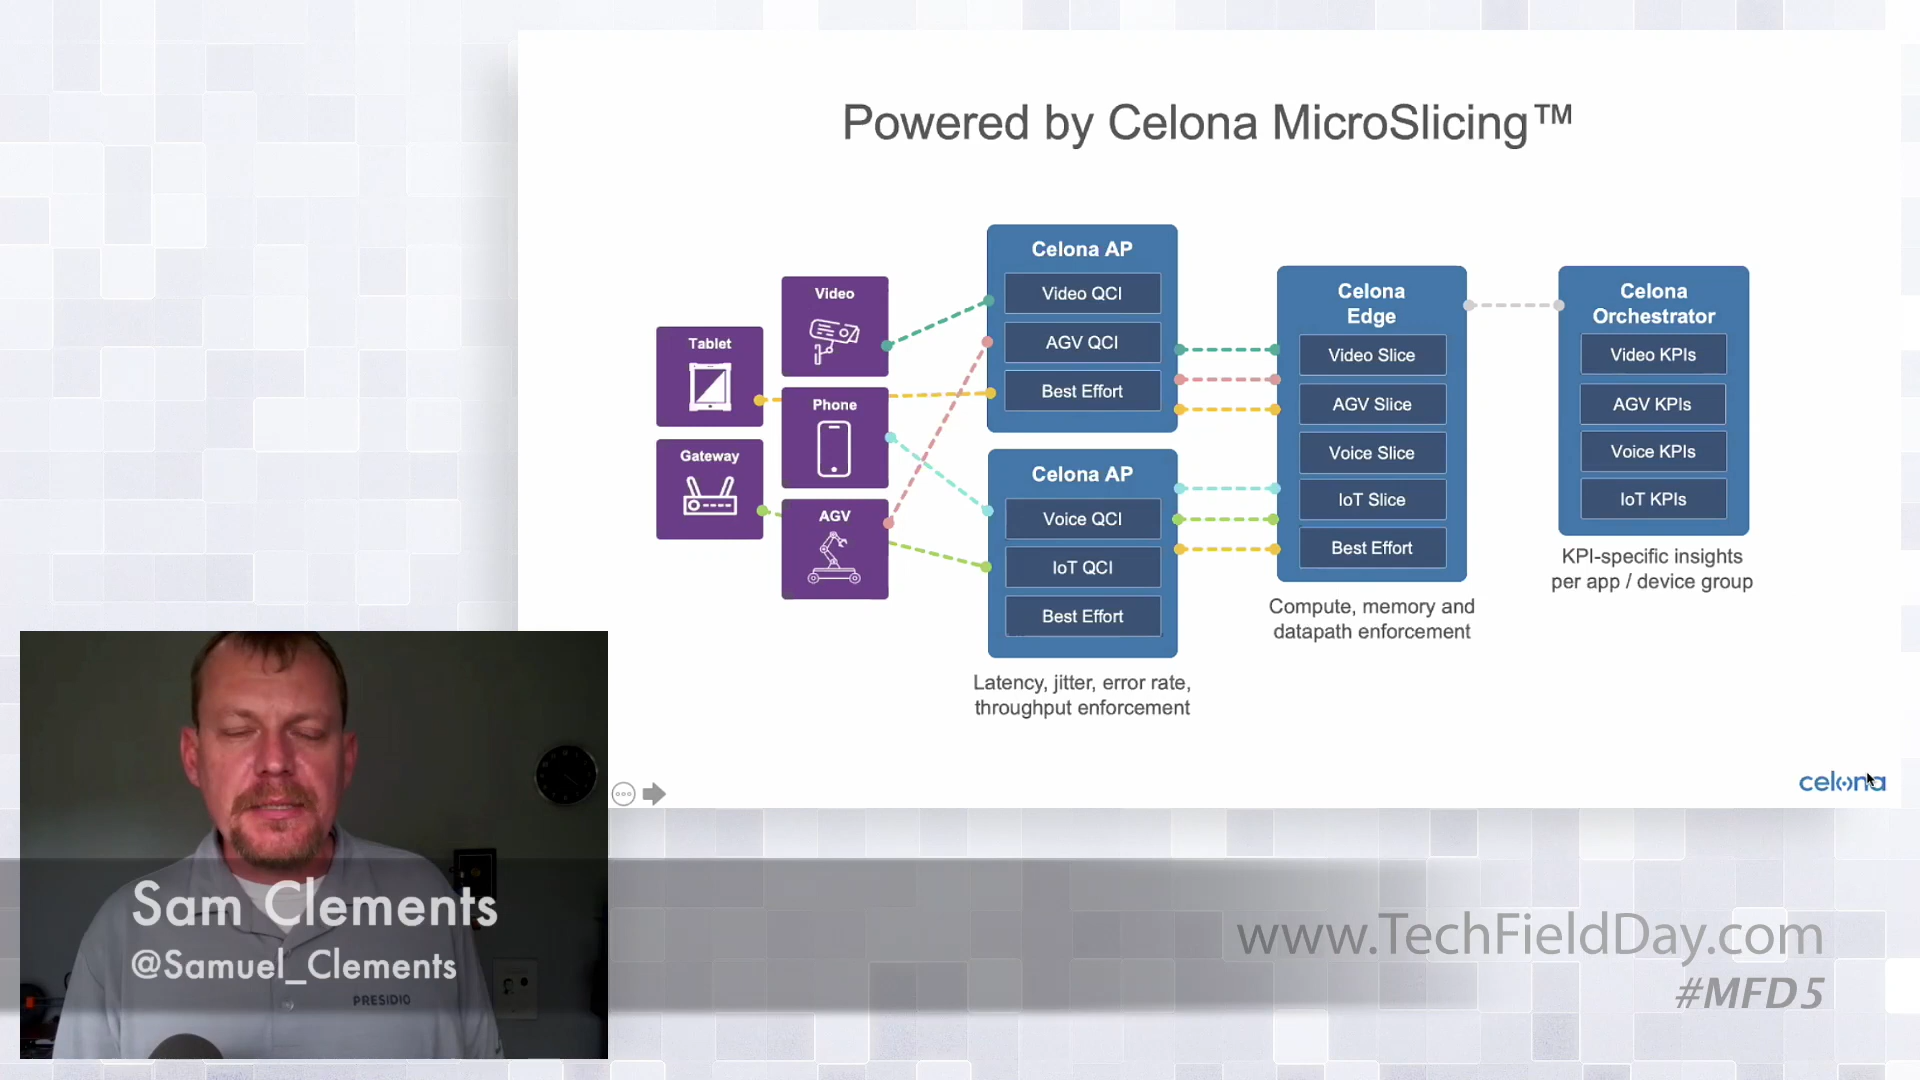 Powered by Celona MicroSlicing™
Tablet
Gateway
Video
Phone
AGV
Celona AP
Video QCI
AGV QCI
Best Effort
Celona AP
Voice QCI
IoT QCI
Best Effort
Latency, jitter, error rate,
throughput enforcement
Celona
Edge
Video Slice
AGV Slice
Voice Slice
IoT Slice
Best Effort
Compute, memory and
datapath enforcement
Celona
Orchestrator
Video KPIs
AGV KPIs
Voice KPIs
IoT KPIs
KPI-specific insights
per app / device group
celona
Sam Clements
@Samuel_Clements
PRESIDIO
www.TechFieldDay.com
#MFD5